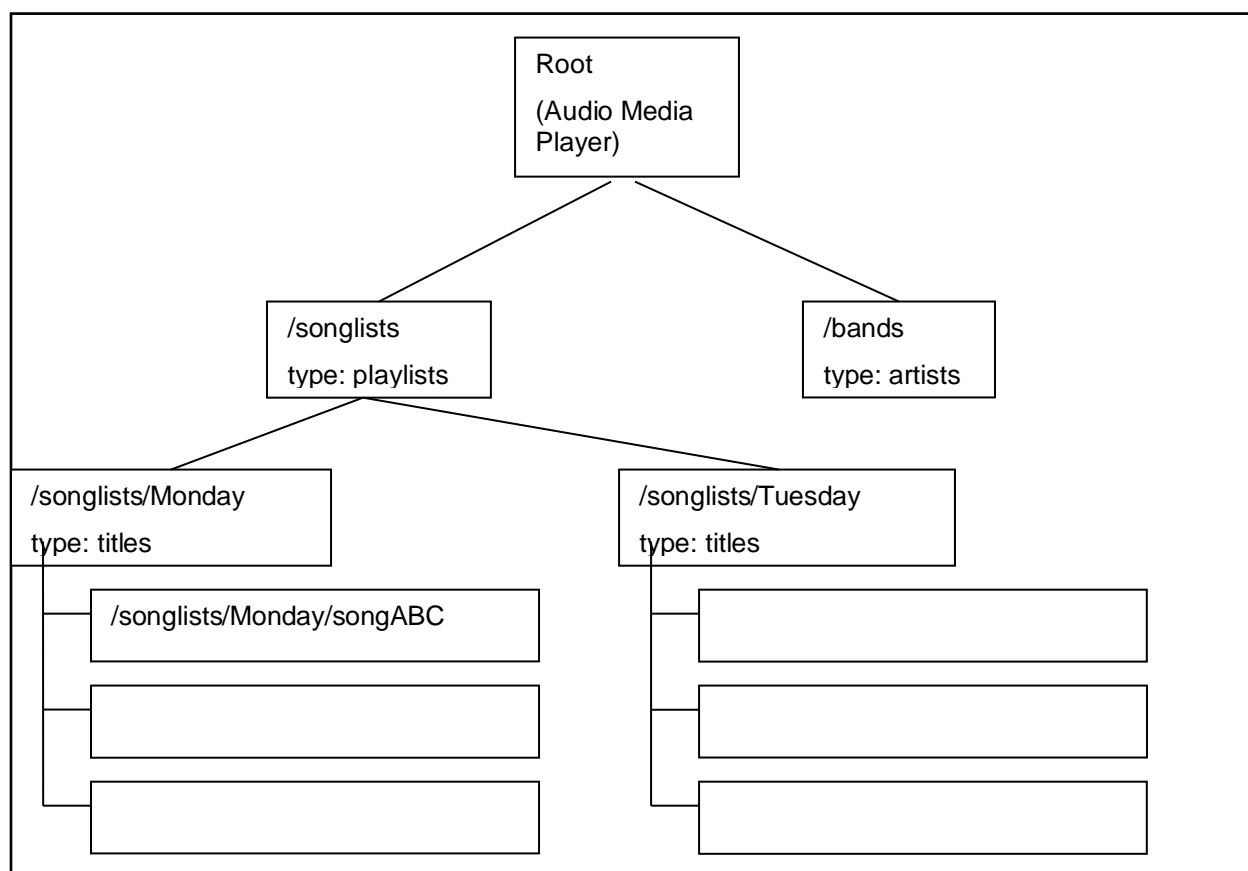 Root
(Audio Media
Player)
/songlists
type: playlists
/bands
type: artists
/songlists/Monday
type: titles
/songlists/Tuesday
type: titles
/songlists/Monday/songABC